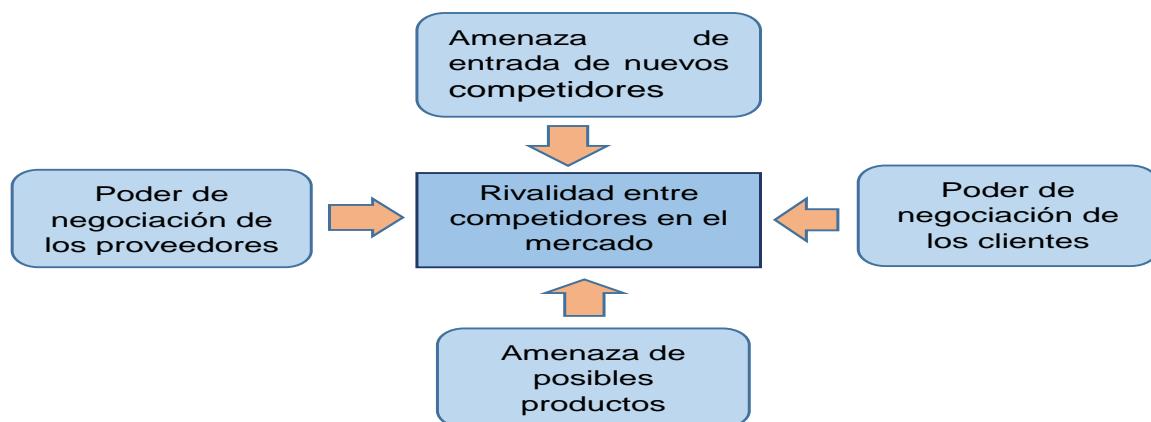 Amenaza de
entrada de nuevos
competidores
Poder de
negociación de
los proveedores
Rivalidad entre
competidores en el
mercado
Poder de
negociación de
los clientes
Amenaza de
posibles
productos